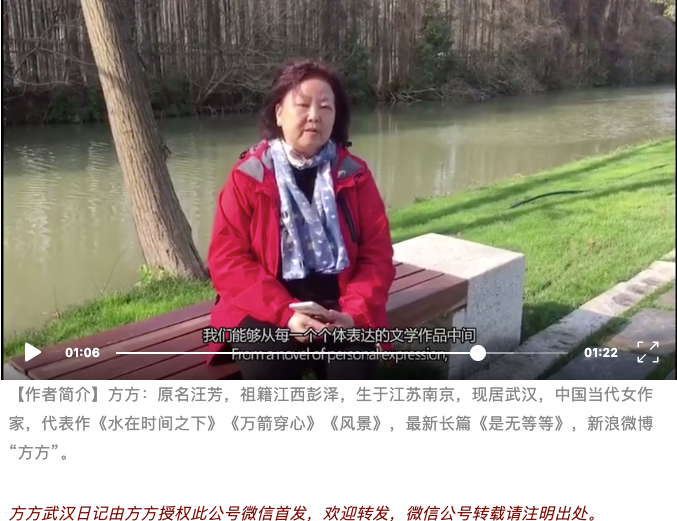 我们能够从每一个个体表达的文学作品中间
From a novel of personal expression,
01:06
01:22
【作者简介】方方：原名汪芳，祖籍江西彭泽，生于江苏南京，现居武汉，中国当代女作
家，代表作《水在时间之下》《万箭穿心》《风景》，最新长篇《是无等等》，新浪微博
“方方”。
方方武汉日记由方方授权此公号微信首发，欢迎转发，微信公号转载请注明出处。